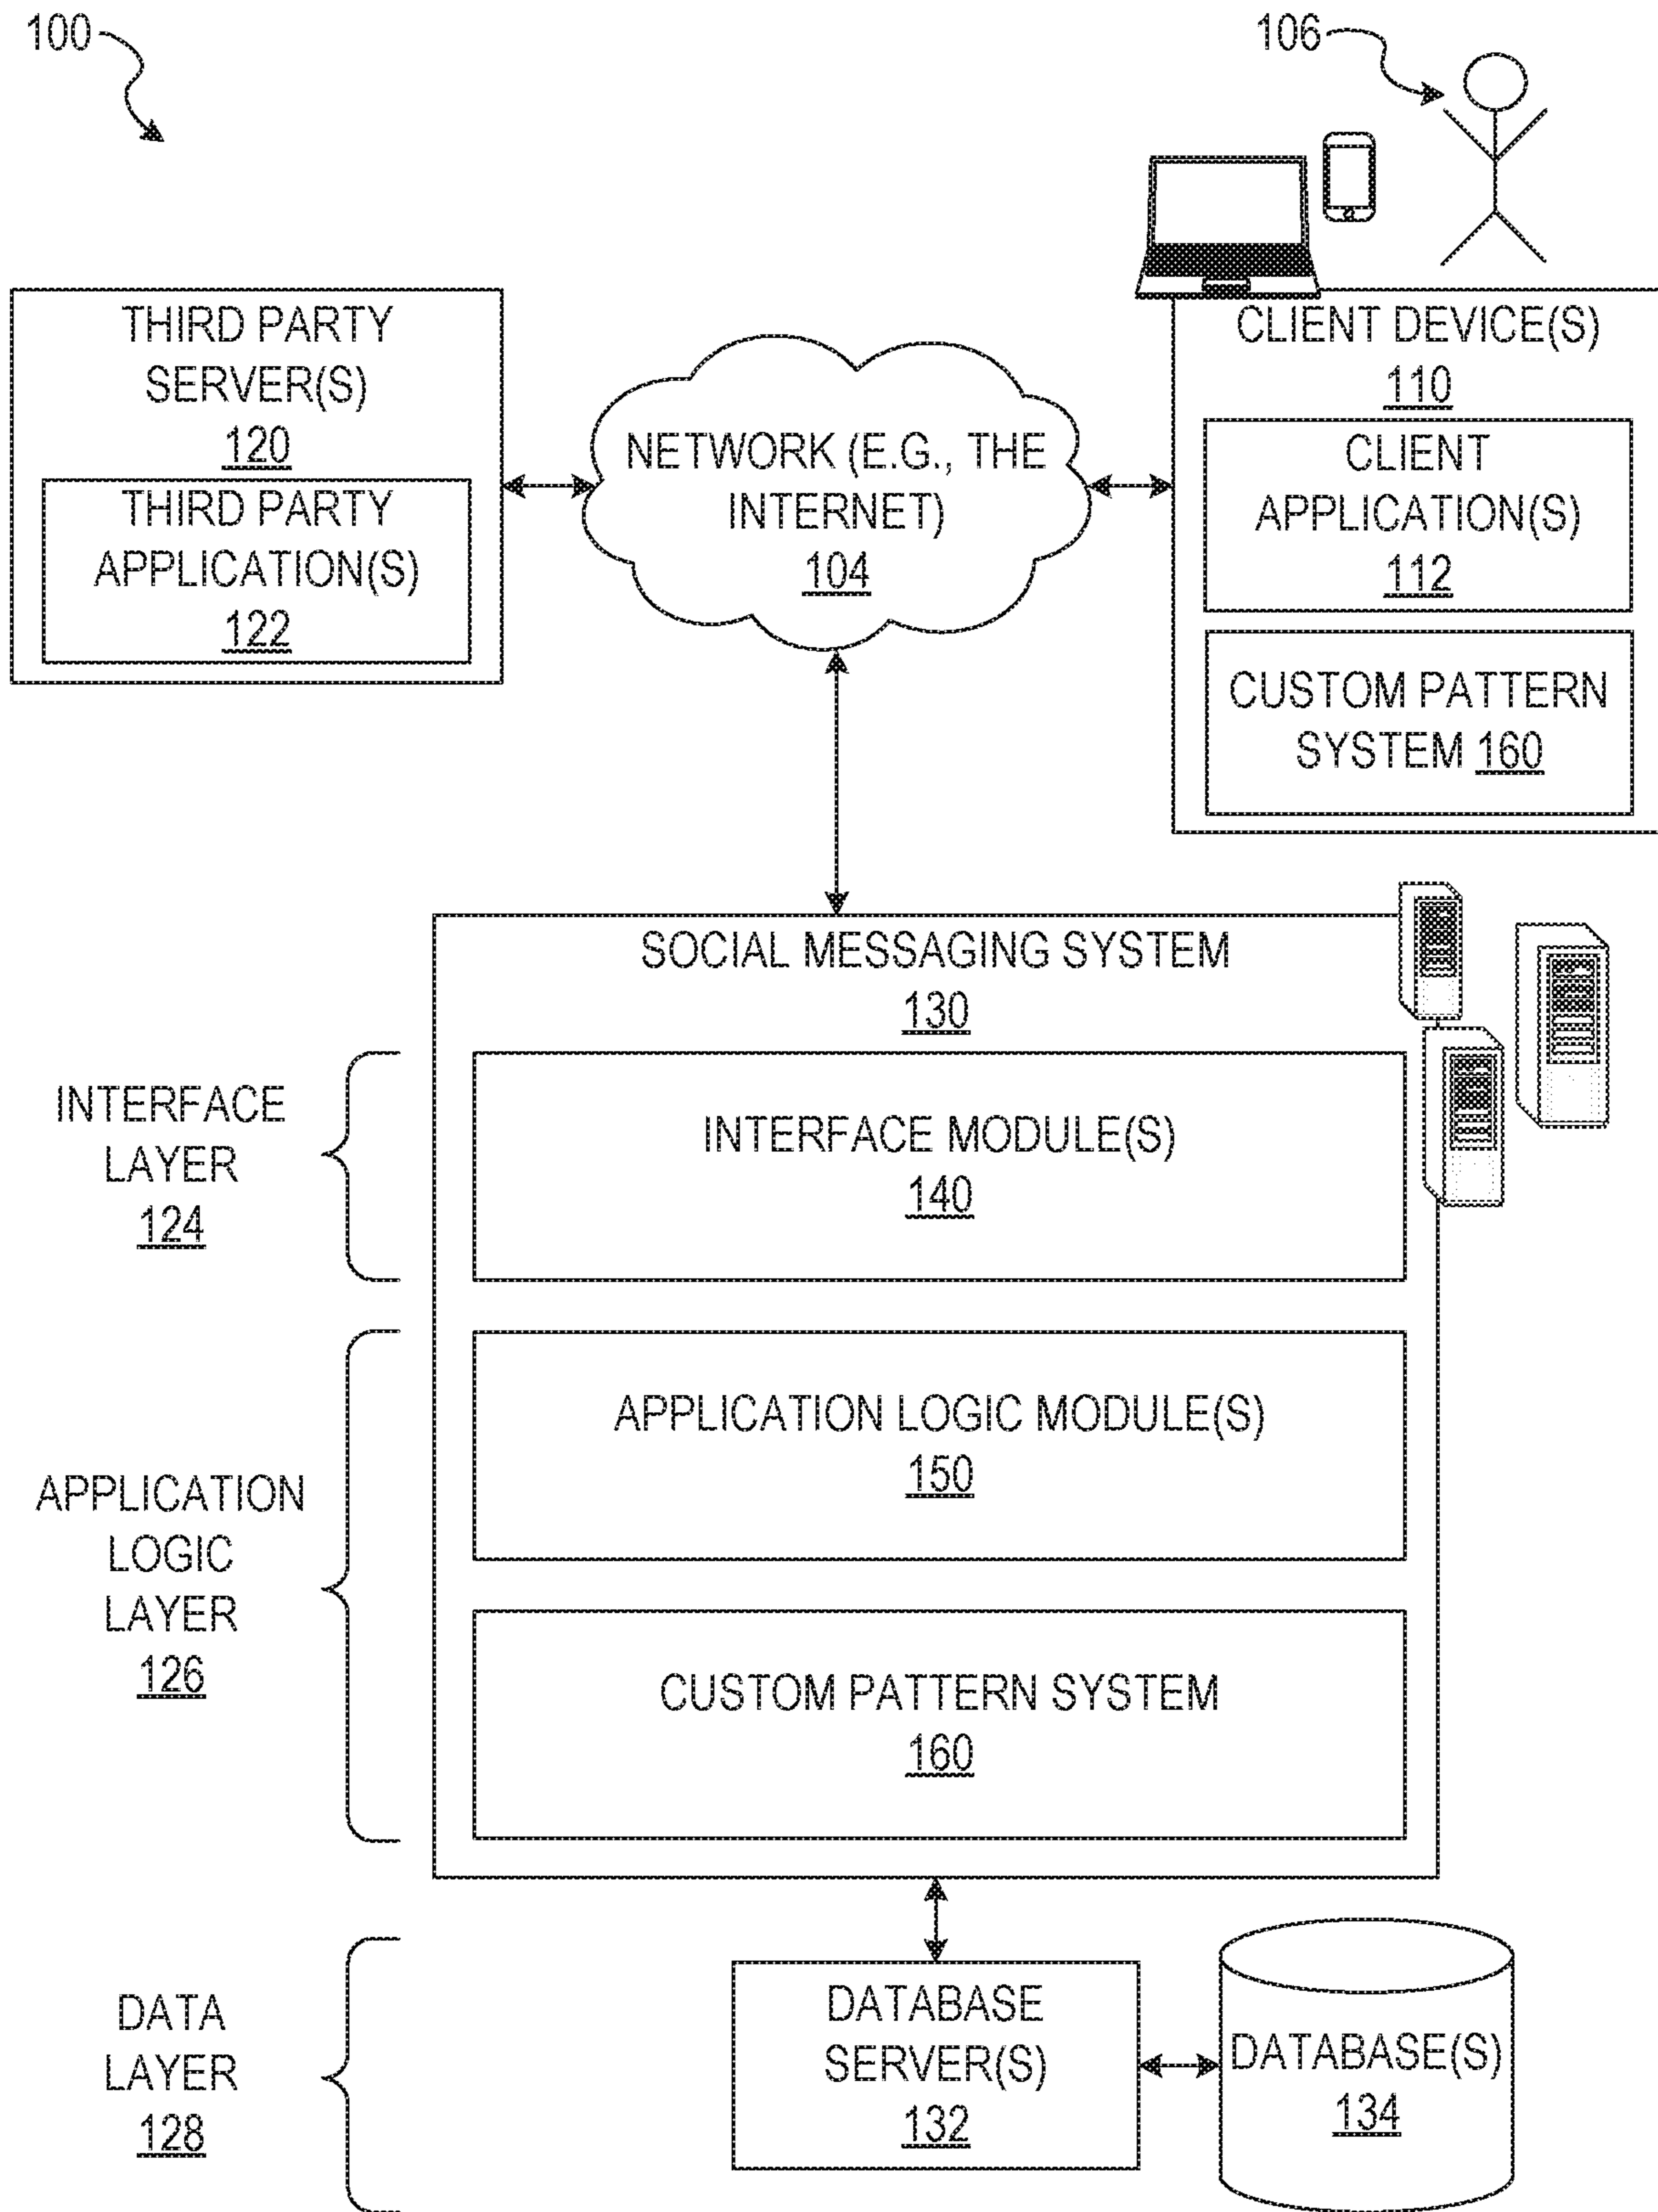 100
106
THIRD PARTY
SERVER(S)
120
THIRD PARTY
APPLICATION(S)
122
NETWORK (E.G., THE
INTERNET)
104
CLIENT DEVICE(S)
110
CLIENT
APPLICATION(S)
112
CUSTOM PATTERN
SYSTEM 160
SOCIAL MESSAGING SYSTEM
130
INTERFACE
LAYER
124
INTERFACE MODULE(S)
140
APPLICATION
LOGIC
LAYER
126
APPLICATION LOGIC MODULE(S)
150
CUSTOM PATTERN SYSTEM
160
DATA
LAYER
128
DATABASE
SERVER(S)
132
DATABASE(S)
134